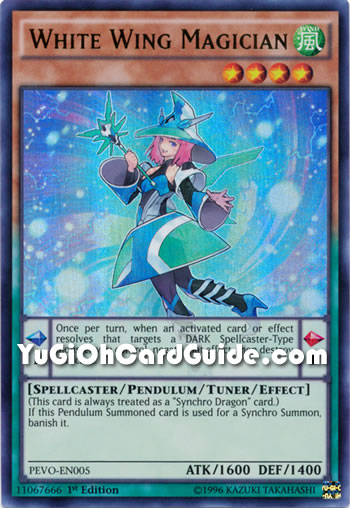 White Wing Magician
WIND
風
Once per turn, when an activated card or effect
resolves that targets a DARK Spellcaster-Type
destroy
YuGiOhCardGuide.com
[SPELLCASTER/PENDULUM/TUNER/EFFECT]
(This card is always treated as a "Synchro Dragon" card.)
If this Pendulum Summoned card is used for a Synchro Summon,
banish it.
PEVO-EN005
ATK/1600 DEF/1400
11067666 1st Edition
©1996 KAZUKI TAKAHASHI